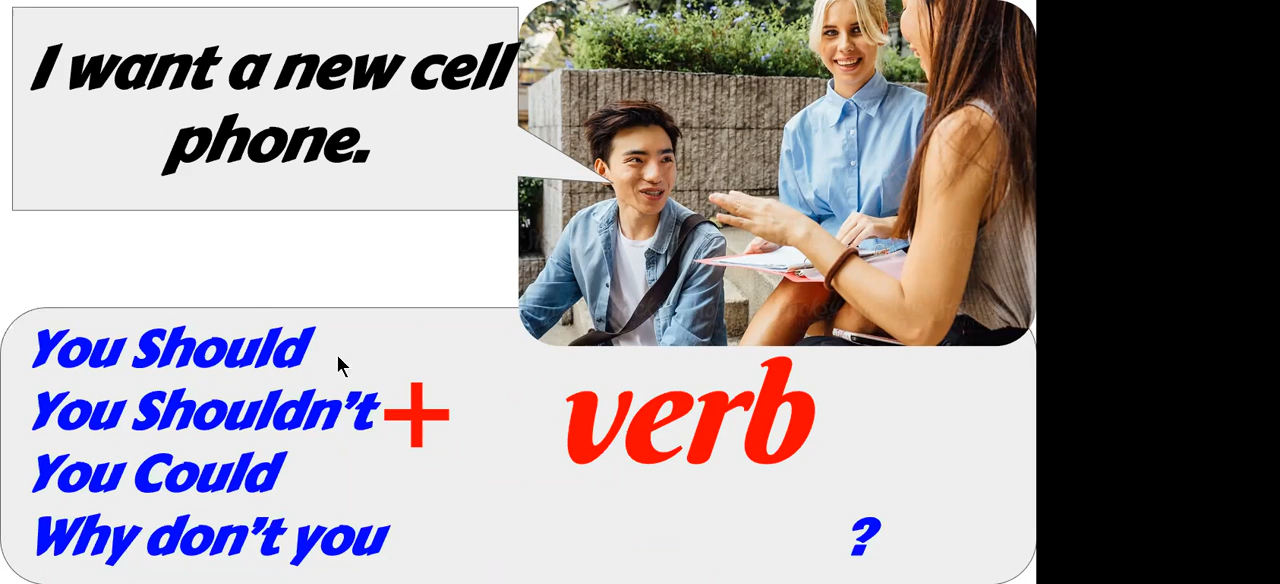 I want a new cell
phone.
You Should
You Shouldn't
+ verb
You Could
Why don't you ?